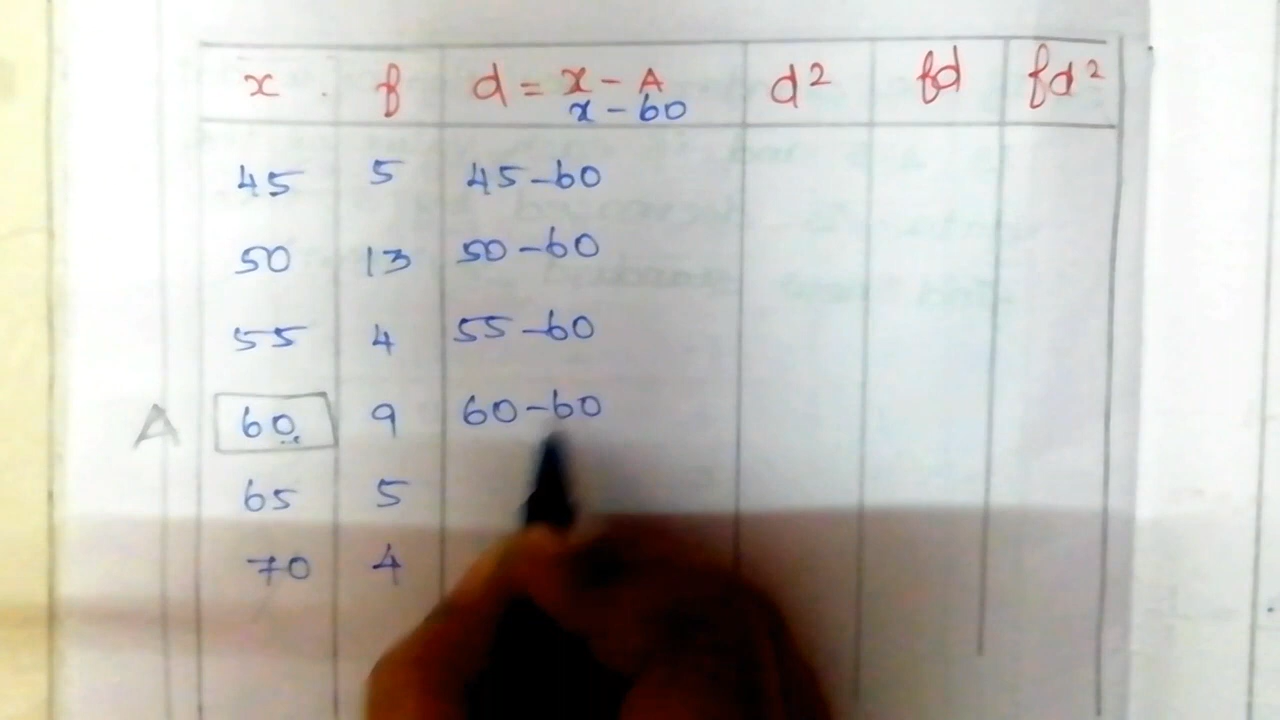 x f d = x - A d² fd fd²
x - 60
45 5 45-60
50 13 50-60
55 4 55-60
A 60 9 60-60
65 5
70 4